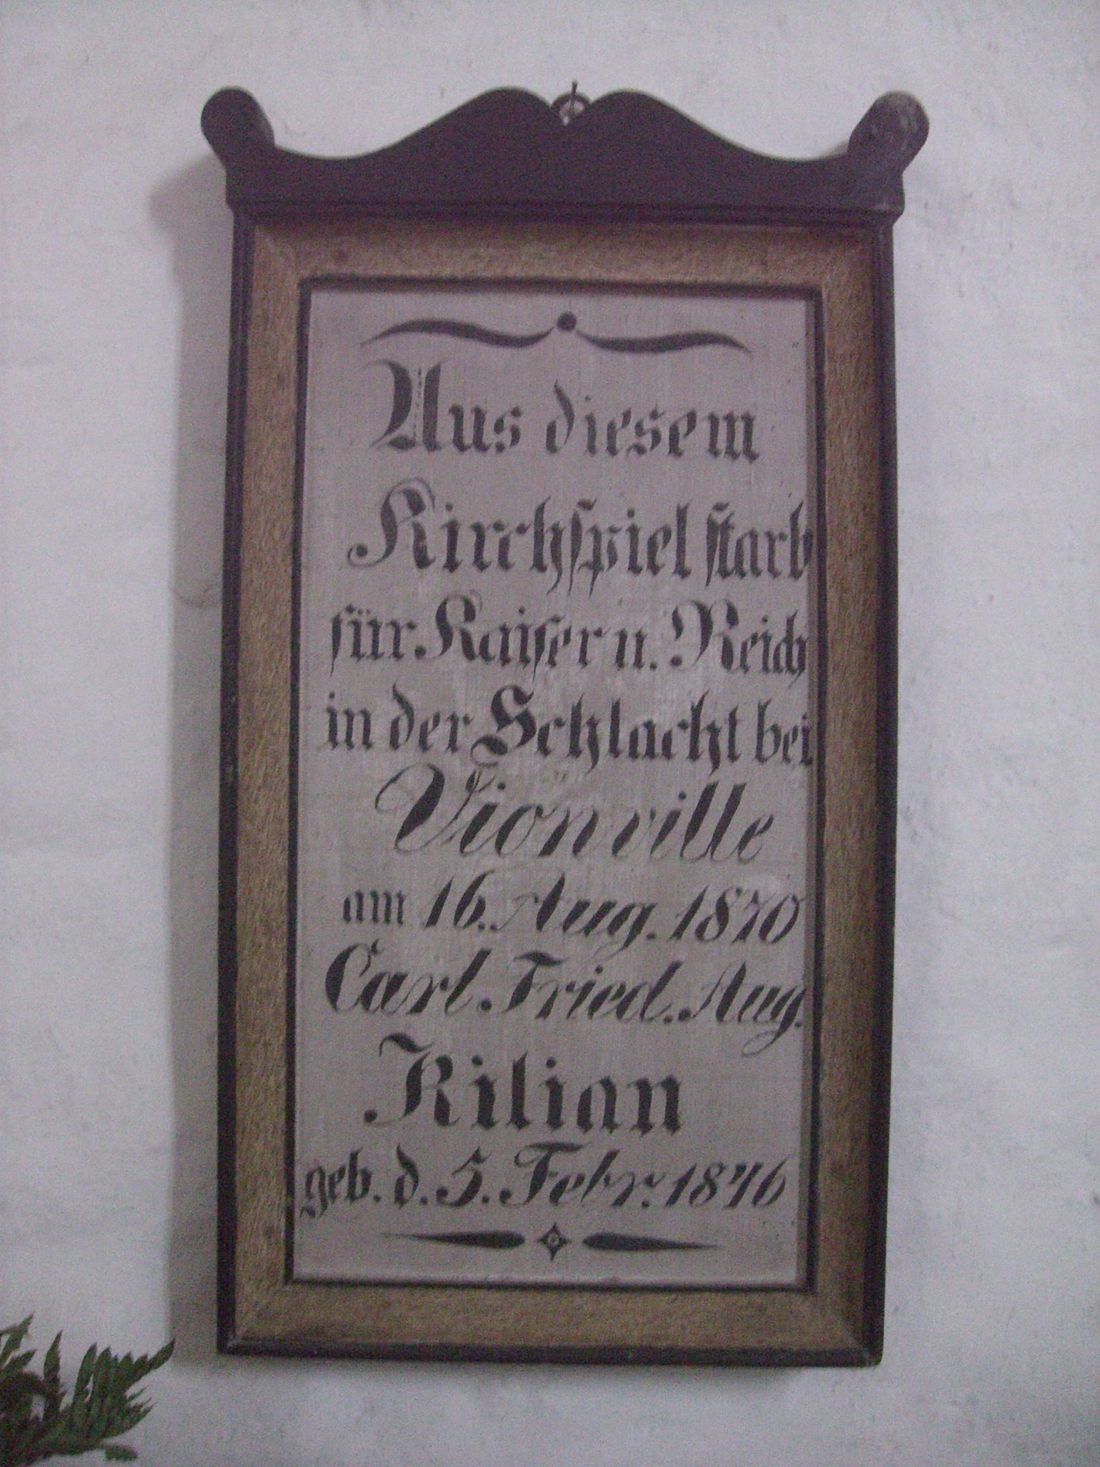 Aus diesem
Kirchspiel starb
für Kaiser u. Reich
in der Schlacht bei
Vionville
am 16. Aug. 1870
Carl. Fried. Aug.
Kilian
geb. d. 5. Febr. 1846